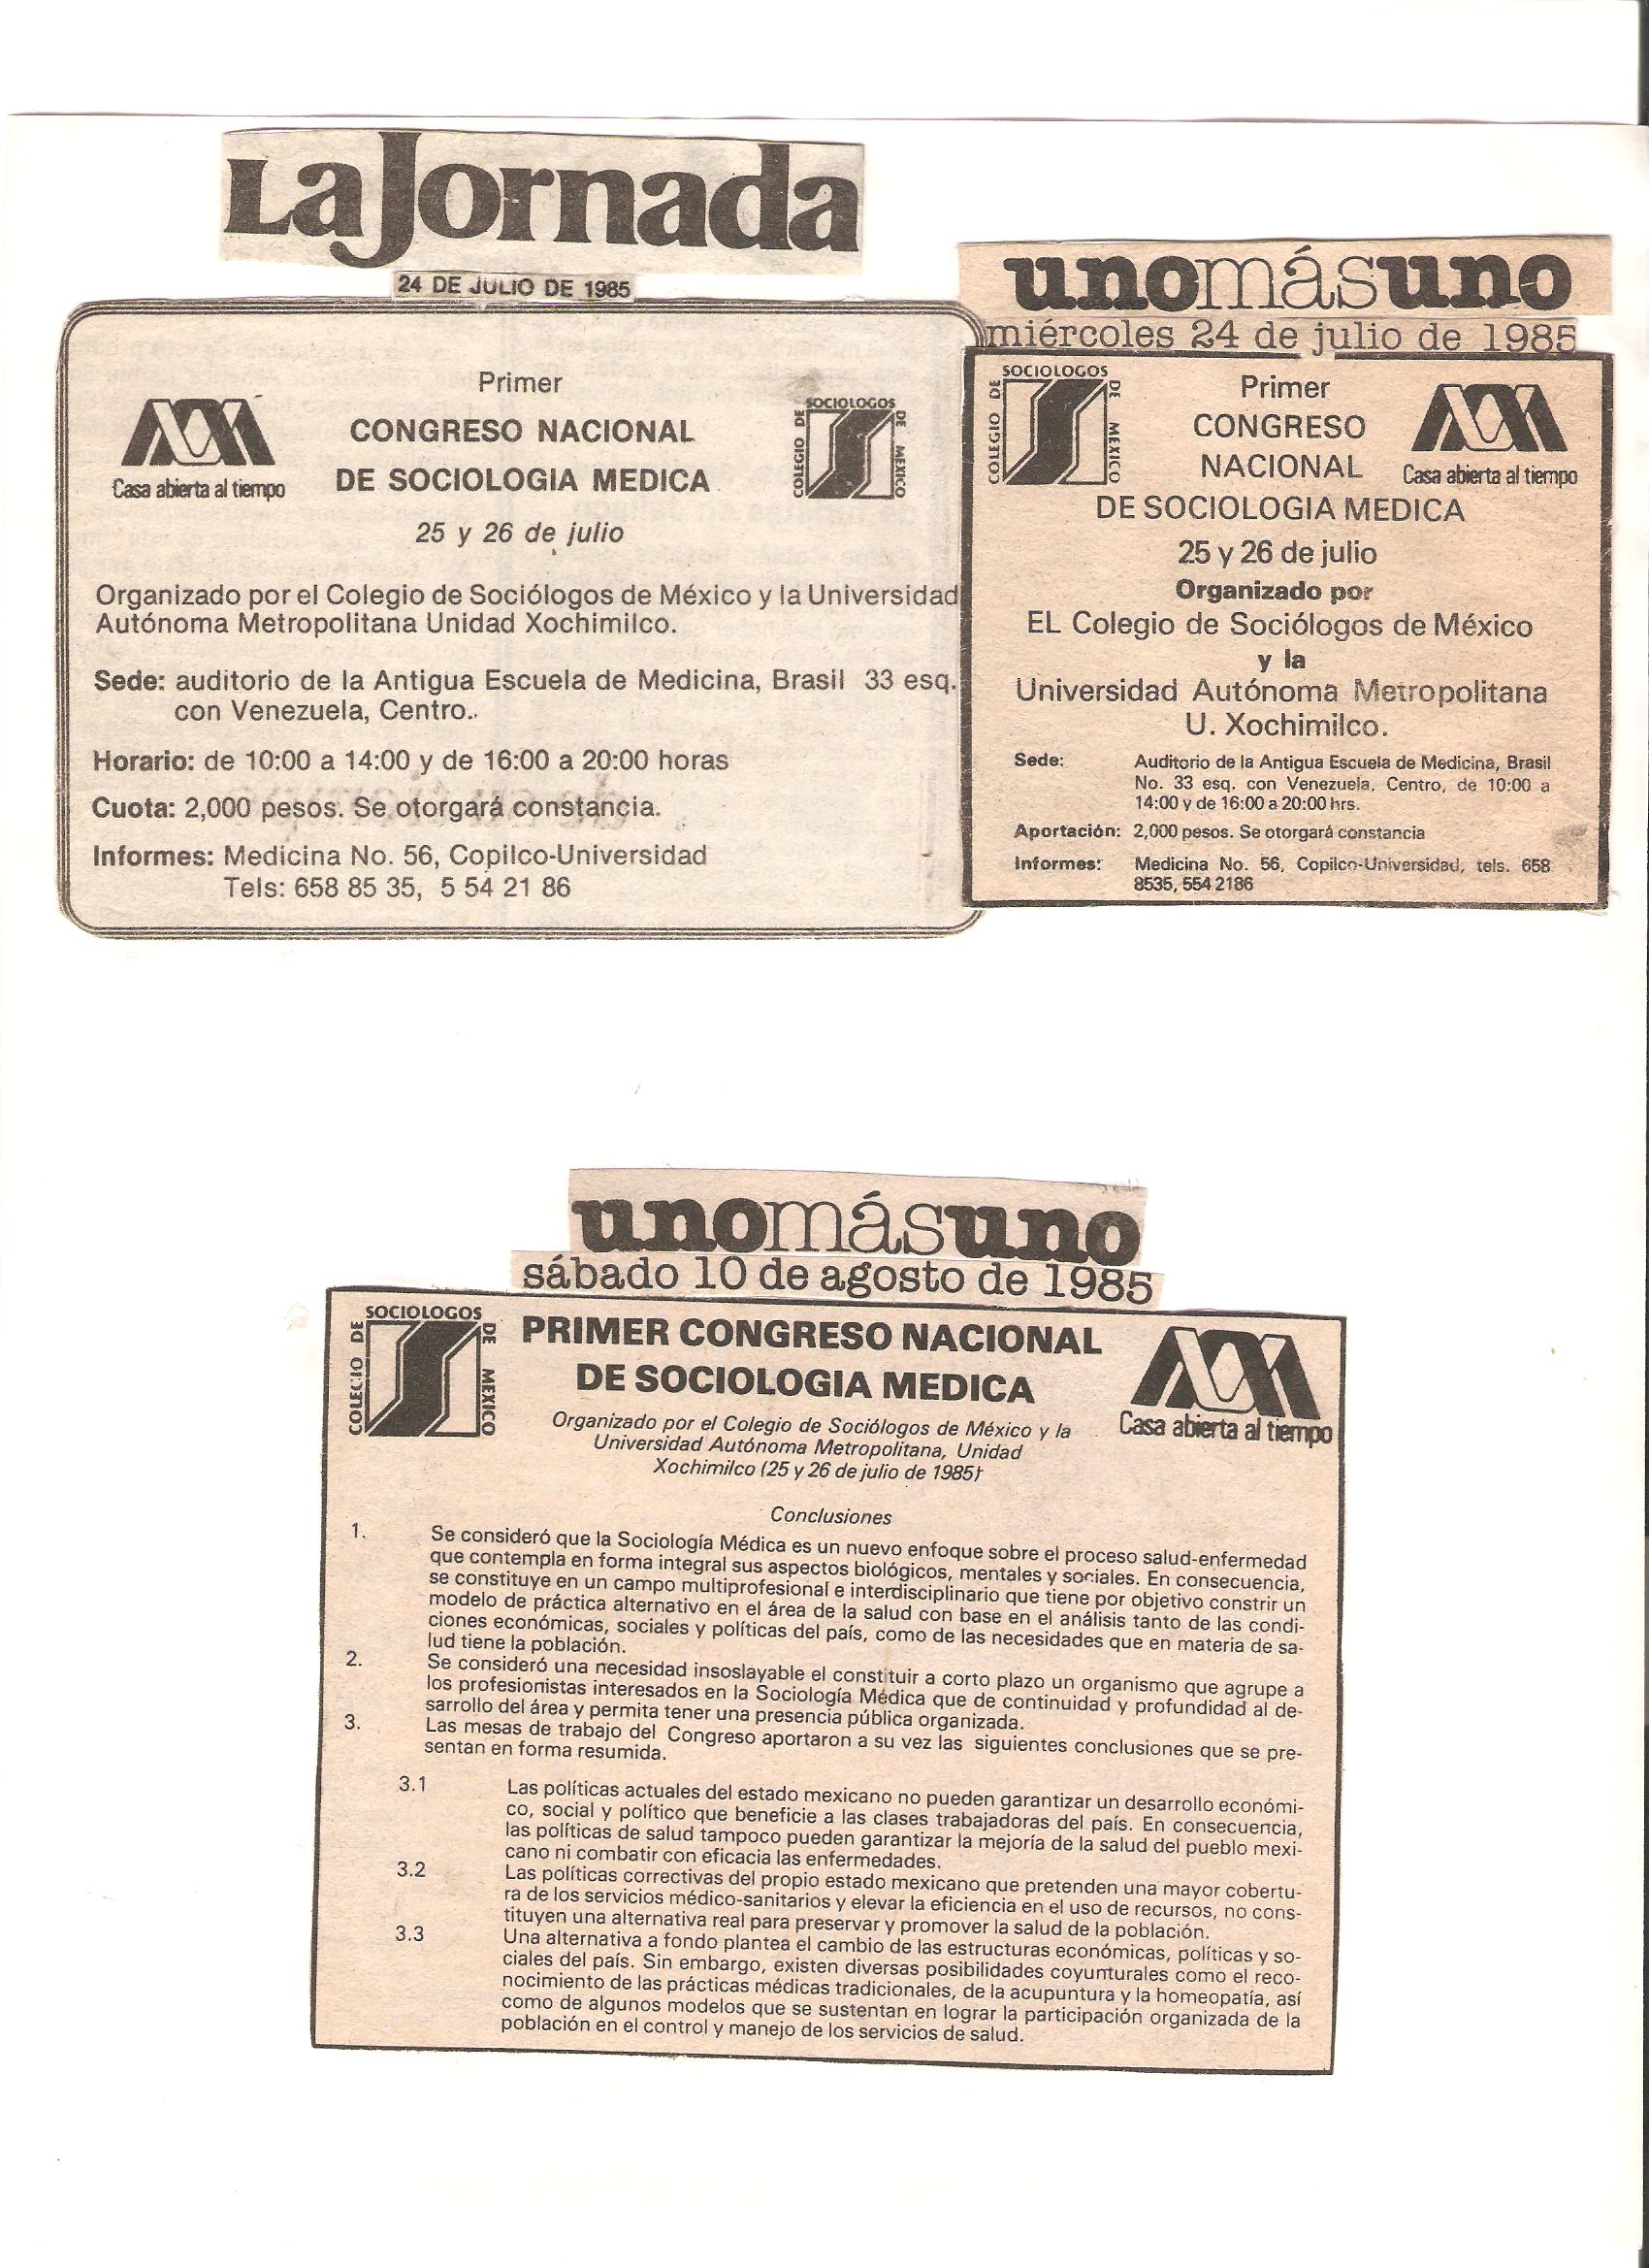 La Jornada
24 DE JULIO DE 1985
Primer
CONGRESO NACIONAL
DE SOCIOLOGIA MEDICA
Casa abierta al tiempo
COLEGIO DE SOCIOLOGOS DE MEXICO
25 y 26 de julio
Organizado por el Colegio de Sociólogos de México y la Universidad
Autónoma Metropolitana Unidad Xochimilco.
Sede: auditorio de la Antigua Escuela de Medicina, Brasil 33 esq.
con Venezuela, Centro.
Horario: de 10:00 a 14:00 y de 16:00 a 20:00 horas
Cuota: 2,000 pesos. Se otorgará constancia.
Informes: Medicina No. 56, Copilco-Universidad
Tels: 658 85 35, 5 54 21 86
unomásuno
miércoles 24 de julio de 1985
COLEGIO DE SOCIOLOGOS DE MEXICO
Primer
CONGRESO
NACIONAL
Casa abierta al tiempo
DE SOCIOLOGIA MEDICA
25 y 26 de julio
Organizado por
EL Colegio de Sociólogos de México
y la
Universidad Autónoma Metropolitana
U. Xochimilco.
Sede: Auditorio de la Antigua Escuela de Medicina, Brasil
No. 33 esq. con Venezuela, Centro, de 10:00 a
14:00 y de 16:00 a 20:00 hrs.
Aportación: 2,000 pesos. Se otorgará constancia
Informes: Medicina No. 56, Copilco-Universidad, tels. 658
8535, 554 2186
unomásuno
sábado 10 de agosto de 1985
COLEGIO DE SOCIOLOGOS DE MEXICO
PRIMER CONGRESO NACIONAL
DE SOCIOLOGIA MEDICA
Casa abierta al tiempo
Organizado por el Colegio de Sociólogos de México y la
Universidad Autónoma Metropolitana, Unidad
Xochimilco (25 y 26 de julio de 1985)
Conclusiones
1. Se consideró que la Sociología Médica es un nuevo enfoque sobre el proceso salud-enfermedad
que contempla en forma integral sus aspectos biológicos, mentales y sociales. En consecuencia,
se constituye en un campo multiprofesional e interdisciplinario que tiene por objetivo constrir un
modelo de práctica alternativo en el área de la salud con base en el análisis tanto de las condi-
ciones económicas, sociales y políticas del país, como de las necesidades que en materia de sa-
lud tiene la población.
2. Se consideró una necesidad insoslayable el constituir a corto plazo un organismo que agrupe a
los profesionistas interesados en la Sociología Médica que de continuidad y profundidad al de-
sarrollo del área y permita tener una presencia pública organizada.
3. Las mesas de trabajo del Congreso aportaron a su vez las siguientes conclusiones que se pre-
sentan en forma resumida.
3.1 Las políticas actuales del estado mexicano no pueden garantizar un desarrollo económi-
co, social y político que beneficie a las clases trabajadoras del país. En consecuencia,
las políticas de salud tampoco pueden garantizar la mejoría de la salud del pueblo mexi-
cano ni combatir con eficacia las enfermedades.
3.2 Las políticas correctivas del propio estado mexicano que pretenden una mayor cobertu-
ra de los servicios médico-sanitarios y elevar la eficiencia en el uso de recursos, no cons-
tituyen una alternativa real para preservar y promover la salud de la población.
3.3 Una alternativa a fondo plantea el cambio de las estructuras económicas, políticas y so-
ciales del país. Sin embargo, existen diversas posibilidades coyunturales como el reco-
nocimiento de las prácticas médicas tradicionales, de la acupuntura y la homeopatía, así
como de algunos modelos que se sustentan en lograr la participación organizada de la
población en el control y manejo de los servicios de salud.